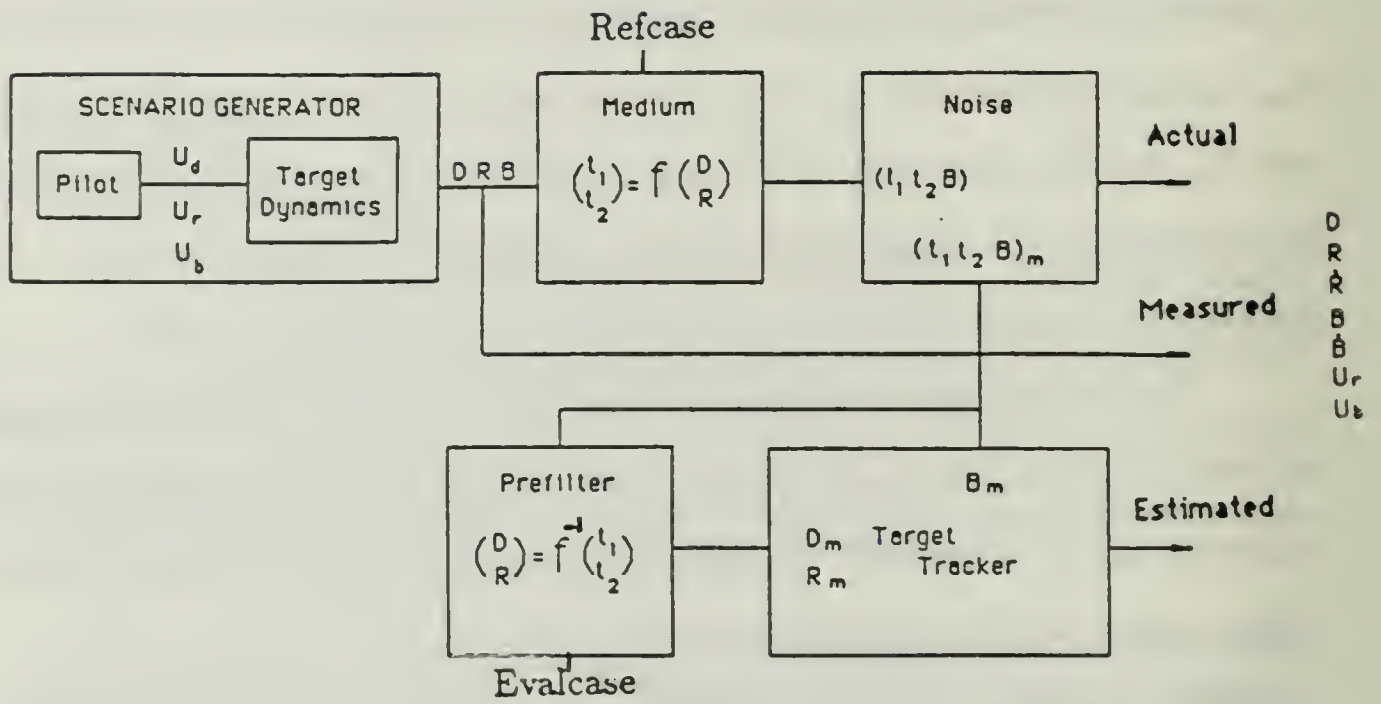 Refcase
SCENARIO GENERATOR
Pilot
U_d
U_r
U_b
Target
Dynamics
D R B
Medium
(t_1 t_2) = f (D R)
Noise
(t_1 t_2 B)
(t_1 t_2 B)_m
Actual
Measured
D
R
Ṙ
B
Ḃ
U_r
Prefilter
(D R) = f^-1 (t_1 t_2)
Evalcase
B_m
D_m Target
R_m Tracker
Estimated